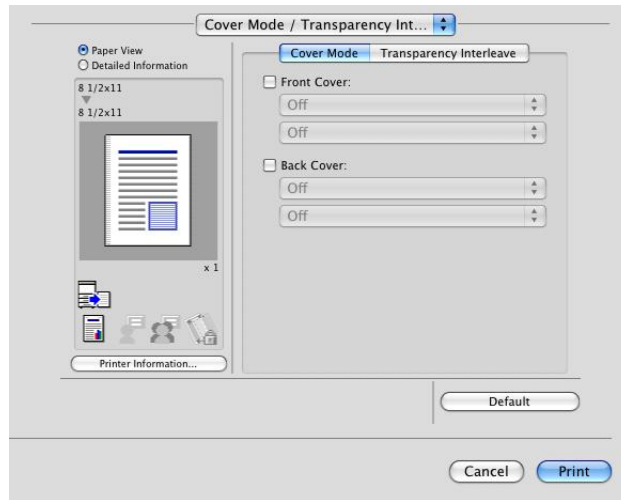 Cover Mode / Transparency Int...
Paper View
Detailed Information
8 1/2x11
8 1/2x11
x 1
Printer Information...
Cover Mode
Transparency Interleave
Front Cover:
Off
Off
Back Cover:
Off
Off
Default
Cancel
Print